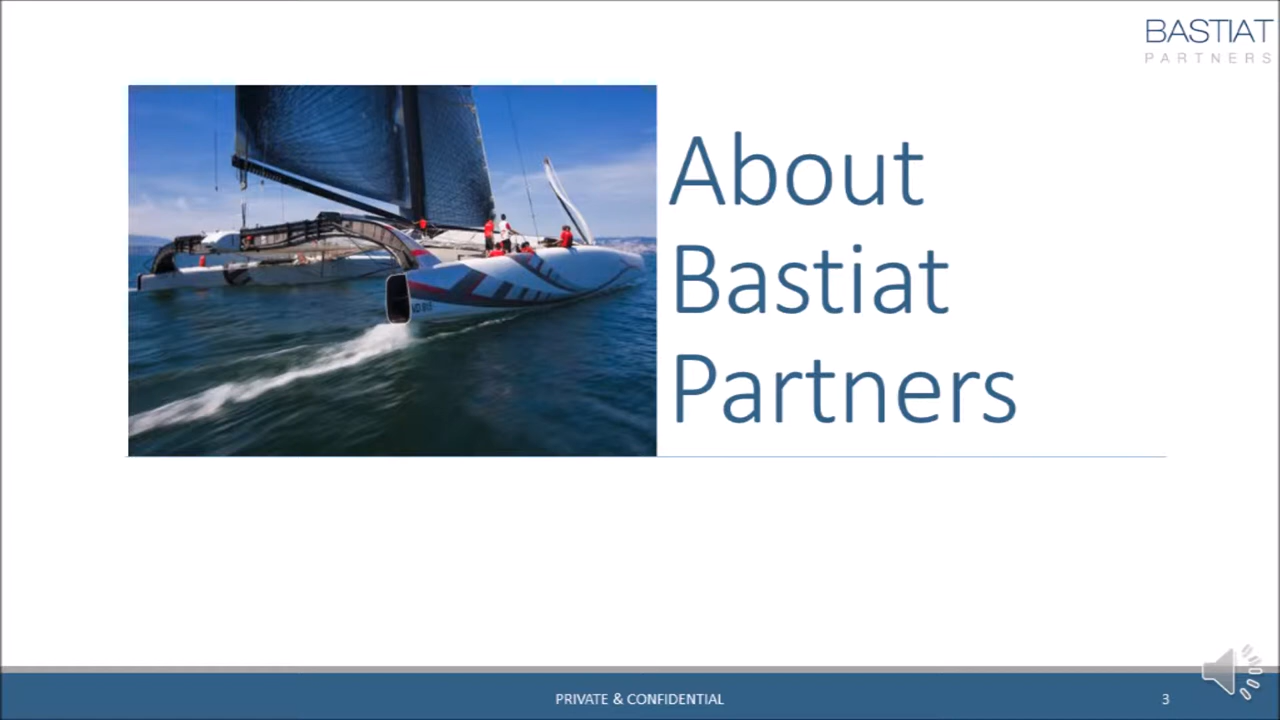 BASTIAT
PARTNERS
About
Bastiat
Partners
PRIVATE & CONFIDENTIAL
3